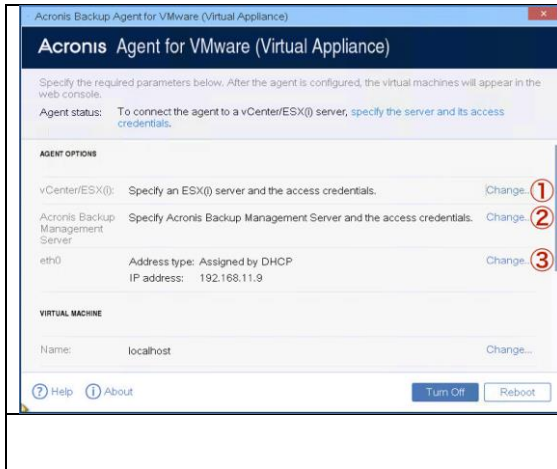 Acronis Backup Agent for VMware (Virtual Appliance)
Acronis Agent for VMware (Virtual Appliance)
Specify the required parameters below. After the agent is configured, the virtual machines will appear in the
web console.
Agent status: To connect the agent to a vCenter/ESX(i) server, specify the server and its access
credentials.
AGENT OPTIONS
vCenter/ESX(i): Specify an ESX(i) server and the access credentials. Change... ①
Acronis Backup Specify Acronis Backup Management Server and the access credentials. Change... ②
Management
Server
eth0 Address type: Assigned by DHCP Change... ③
IP address: 192.168.11.9
VIRTUAL MACHINE
Name: localhost Change...
? Help i About Turn Off Reboot